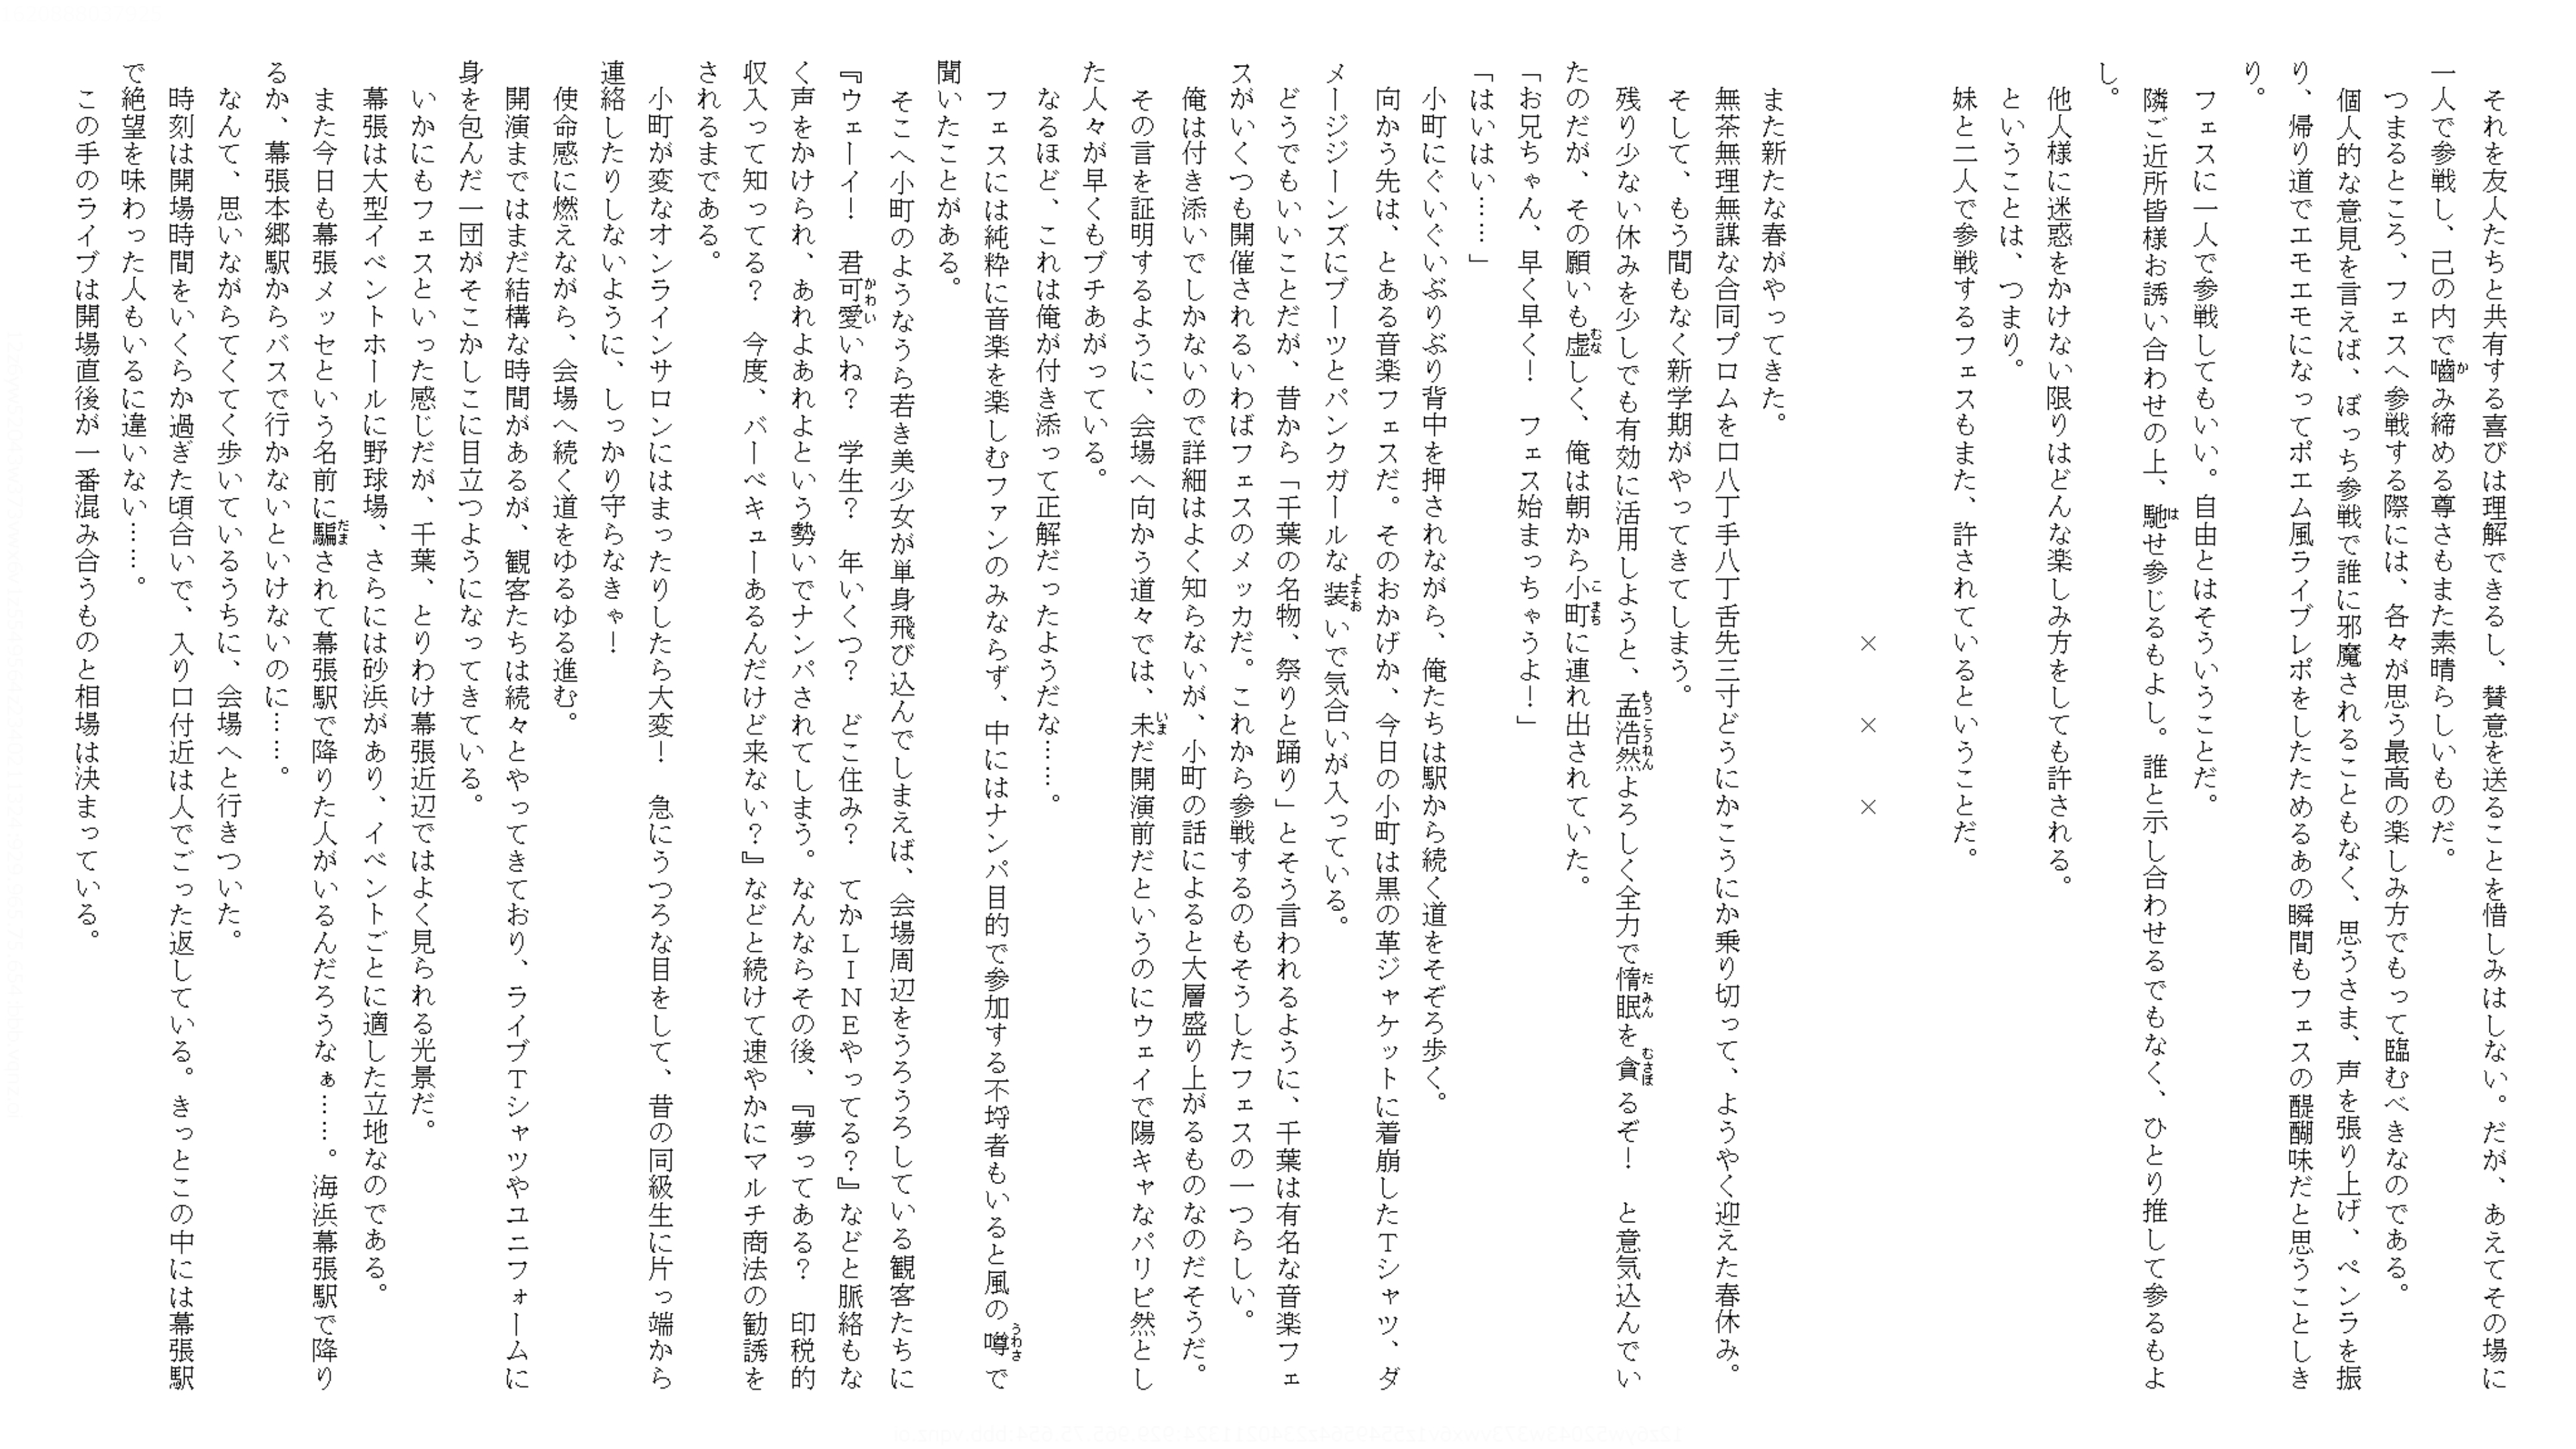 それを友人たちと共有する喜びは理解できるし、賛意を送ることを惜しみはしない。だが、あえてその場に
一人で参戦し、己の内で嚙み締める尊さもまた素晴らしいものだ。
つまるところ、フェスへ参戦する際には、各々が思う最高の楽しみ方でもって臨むべきなのである。
個人的な意見を言えば、ぼっち参戦で誰に邪魔されることもなく、思うさま、声を張り上げ、ペンラを振
り、帰り道でエモエモになってポエム風ライブレポをしたためるあの瞬間もフェスの醍醐味だと思うことしき
り。
フェスに一人で参戦してもいい。自由とはそういうことだ。
隣ご近所皆様お誘い合わせの上、馳せ参じるもよし。誰と示し合わせるでもなく、ひとり推して参るもよ
し。
他人様に迷惑をかけない限りはどんな楽しみ方をしても許される。
ということは、つまり。
妹と二人で参戦するフェスもまた、許されているということだ。
× × ×
また新たな春がやってきた。
無茶無理無謀な合同プロムを口八丁手八丁舌先三寸どうにかこうにか乗り切って、ようやく迎えた春休み。
そして、もう間もなく新学期がやってきてしまう。
残り少ない休みを少しでも有効に活用しようと、孟浩然よろしく全力で惰眠を貪るぞ！　と意気込んでい
たのだが、その願いも虚しく、俺は朝から小町に連れ出されていた。
「お兄ちゃん、早く早く！　フェス始まっちゃうよ！」
「はいはい……」
小町にぐいぐいぶりぶり背中を押されながら、俺たちは駅から続く道をそぞろ歩く。
向かう先は、とある音楽フェスだ。そのおかげか、今日の小町は黒の革ジャケットに着崩したＴシャツ、ダ
メージジーンズにブーツとパンクガールな装いで気合いが入っている。
どうでもいいことだが、昔から「千葉の名物、祭りと踊り」とそう言われるように、千葉は有名な音楽フェ
スがいくつも開催されるいわばフェスのメッカだ。これから参戦するのもそうしたフェスの一つらしい。
俺は付き添いでしかないので詳細はよく知らないが、小町の話によると大層盛り上がるものなのだそうだ。
その言を証明するように、会場へ向かう道々では、未だ開演前だというのにウェイで陽キャなパリピ然とし
た人々が早くもブチあがっている。
なるほど、これは俺が付き添って正解だったようだな……。
フェスには純粋に音楽を楽しむファンのみならず、中にはナンパ目的で参加する不埒者もいると風の噂で
聞いたことがある。
そこへ小町のようなうら若き美少女が単身飛び込んでしまえば、会場周辺をうろうろしている観客たちに
『ウェーイ！　君可愛いね？　学生？　年いくつ？　どこ住み？　てかＬＩＮＥやってる？』などと脈絡もな
く声をかけられ、あれよあれよという勢いでナンパされてしまう。なんならその後、『夢ってある？　印税的
収入って知ってる？　今度、バーベキューあるんだけど来ない？』などと続けて速やかにマルチ商法の勧誘を
されるまである。
小町が変なオンラインサロンにはまったりしたら大変！　急にうつろな目をして、昔の同級生に片っ端から
連絡したりしないように、しっかり守らなきゃ！
使命感に燃えながら、会場へ続く道をゆるゆる進む。
開演まではまだ結構な時間があるが、観客たちは続々とやってきており、ライブＴシャツやユニフォームに
身を包んだ一団がそこかしこに目立つようになってきている。
いかにもフェスといった感じだが、千葉、とりわけ幕張近辺ではよく見られる光景だ。
幕張は大型イベントホールに野球場、さらには砂浜があり、イベントごとに適した立地なのである。
また今日も幕張メッセという名前に騙されて幕張駅で降りた人がいるんだろうなぁ……。海浜幕張駅で降り
るか、幕張本郷駅からバスで行かないといけないのに……。
なんて、思いながらてくてく歩いているうちに、会場へと行きついた。
時刻は開場時間をいくらか過ぎた頃合いで、入り口付近は人でごった返している。きっとこの中には幕張駅
で絶望を味わった人もいるに違いない……。
この手のライブは開場直後が一番混み合うものと相場は決まっている。